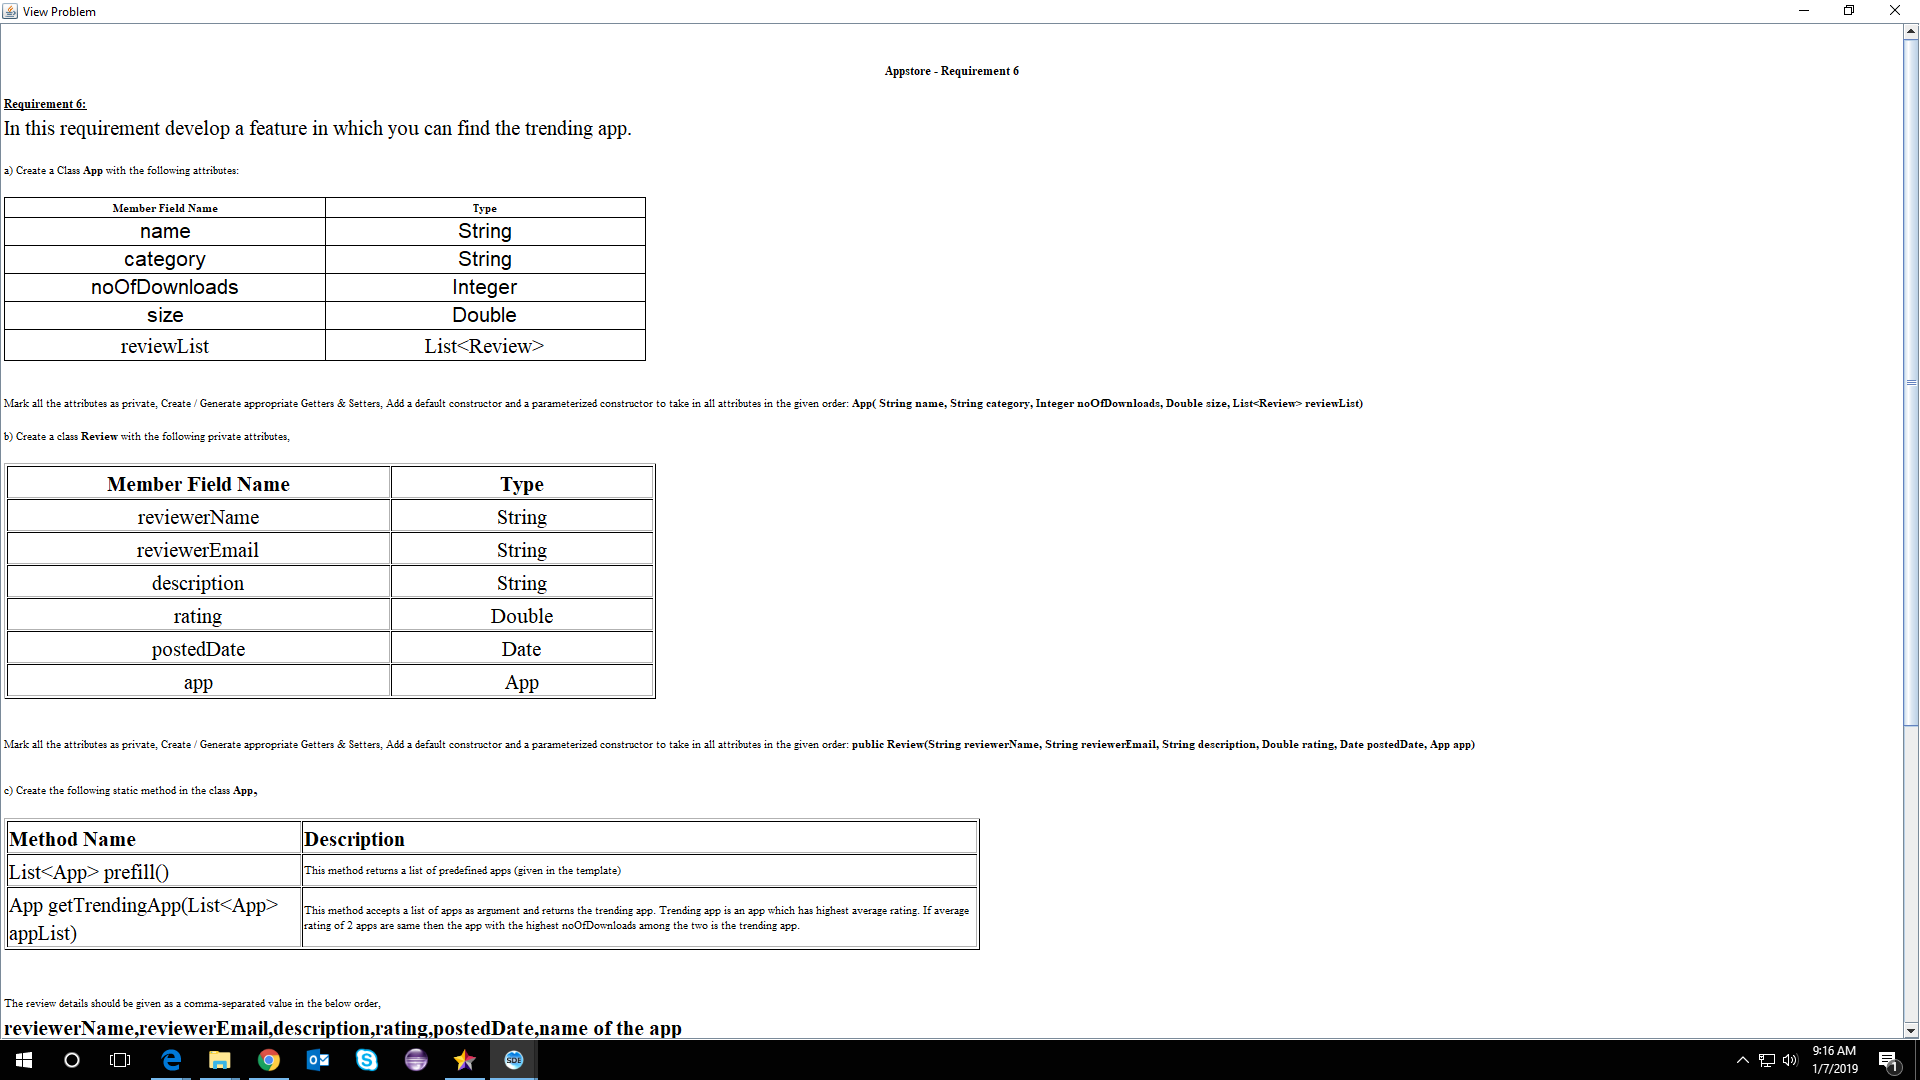 View Problem
Appstore - Requirement 6
Requirement 6:
In this requirement develop a feature in which you can find the trending app.
a) Create a Class App with the following attributes:
Member Field Name Type
name String
category String
noOfDownloads Integer
size Double
reviewList List<Review>
Mark all the attributes as private, Create / Generate appropriate Getters & Setters, Add a default constructor and a parameterized constructor to take in all attributes in the given order: App( String name, String category, Integer noOfDownloads, Double size, List<Review> reviewList)
b) Create a class Review with the following private attributes,
Member Field Name Type
reviewerName String
reviewerEmail String
description String
rating Double
postedDate Date
app App
Mark all the attributes as private, Create / Generate appropriate Getters & Setters, Add a default constructor and a parameterized constructor to take in all attributes in the given order: public Review(String reviewerName, String reviewerEmail, String description, Double rating, Date postedDate, App app)
c) Create the following static method in the class App,
Method Name Description
List<App> prefill() This method returns a list of predefined apps (given in the template)
App getTrendingApp(List<App> appList) This method accepts a list of apps as argument and returns the trending app. Trending app is an app which has highest average rating. If average
rating of 2 apps are same then the app with the highest noOfDownloads among the two is the trending app.
The review details should be given as a comma-separated value in the below order,
reviewerName,reviewerEmail,description,rating,postedDate,name of the app
SDE
9:16 AM
1/7/2019
1